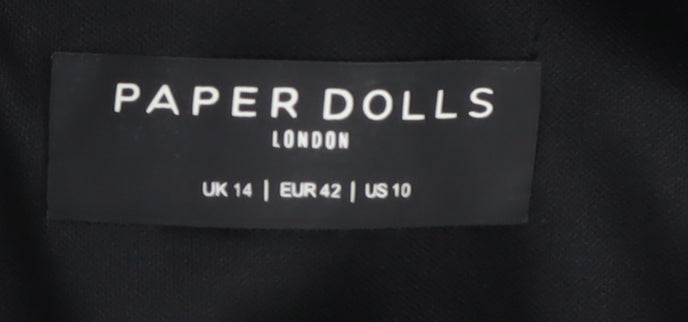 PAPER DOLLS
LONDON
UK 14 | EUR 42 | US 10